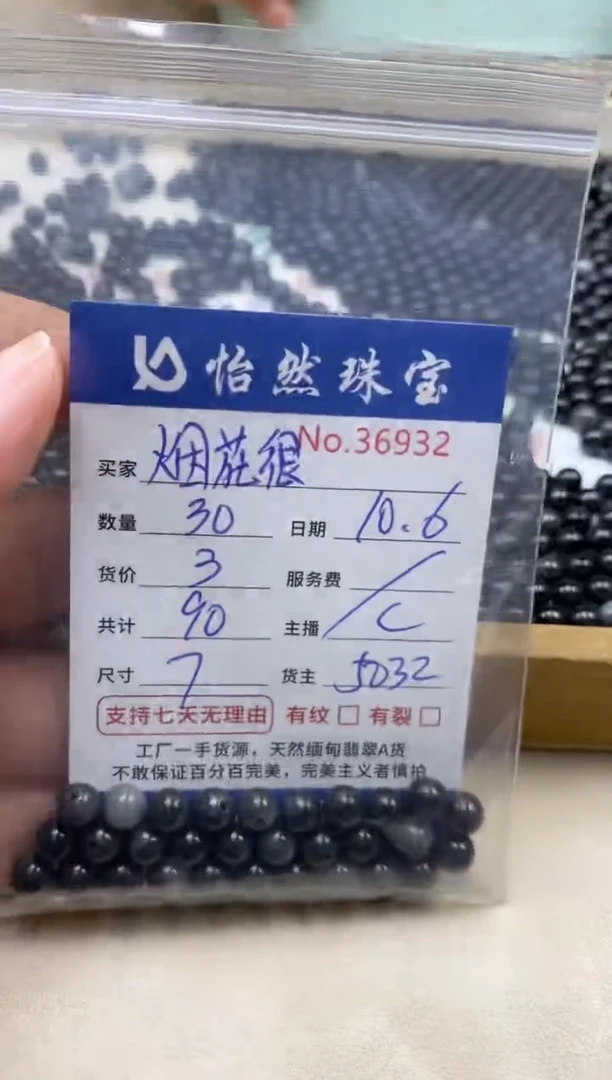 怡然珠宝
No.36932
买家 烟花很
数量 30 日期 10.6
货价 3 服务费 /
共计 90 主播 C
尺寸 7 货主 5032
支持七天无理由 有纹 □ 有裂 □
工厂一手货源，天然缅甸翡翠A货
不敢保证百分百完美，完美主义者慎拍